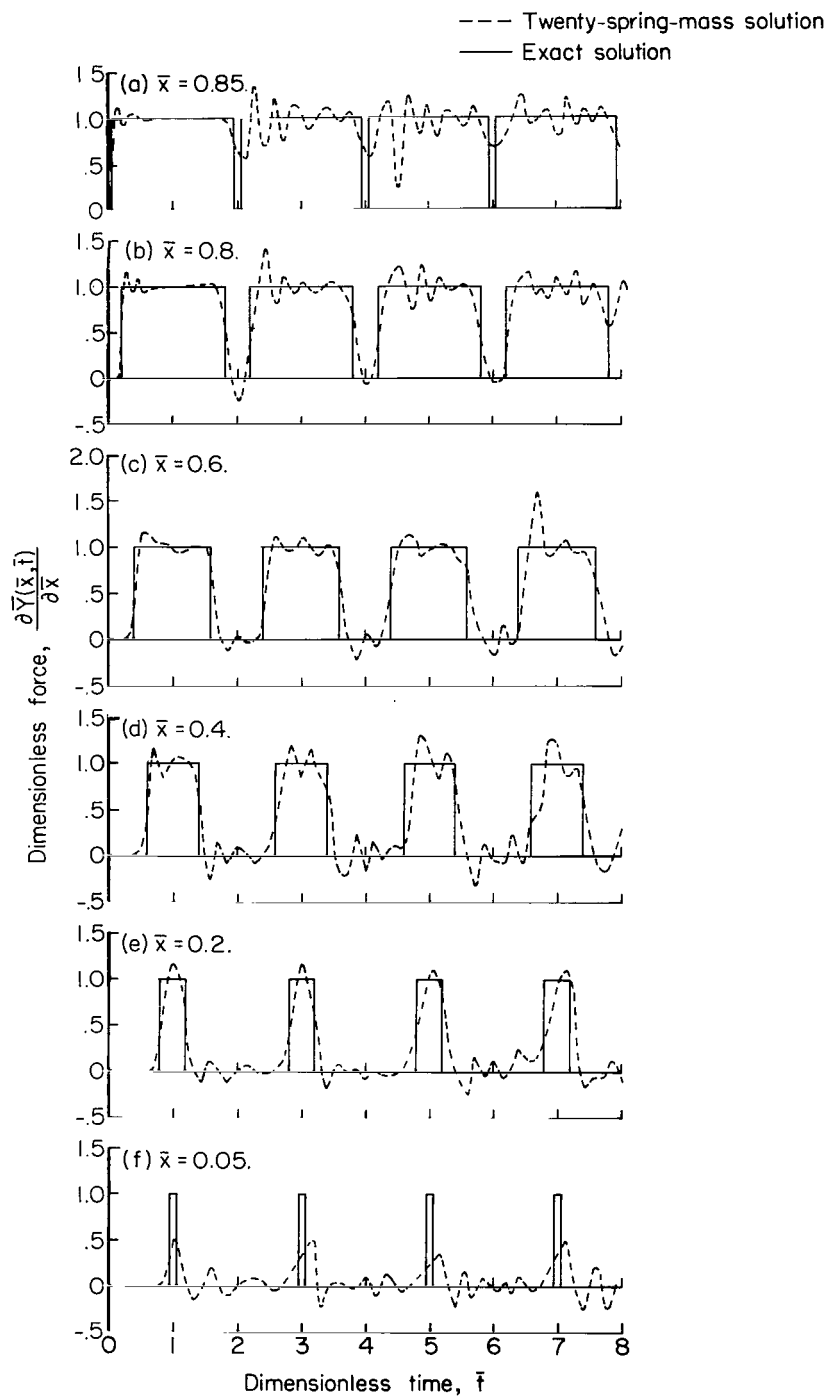 Twenty-spring-mass solution
Exact solution
(a) x̅ = 0.85.
1.5
1.0
.5
0
(b) x̅ = 0.8.
1.5
1.0
.5
0
-.5
(c) x̅ = 0.6.
2.0
1.5
1.0
.5
0
-.5
Dimensionless force, ∂Y̅(x̅,t̅)/∂x̅
(d) x̅ = 0.4.
1.5
1.0
.5
0
-.5
(e) x̅ = 0.2.
1.5
1.0
.5
0
-.5
(f) x̅ = 0.05.
1.5
1.0
.5
0
-.5
0 1 2 3 4 5 6 7 8
Dimensionless time, t̅